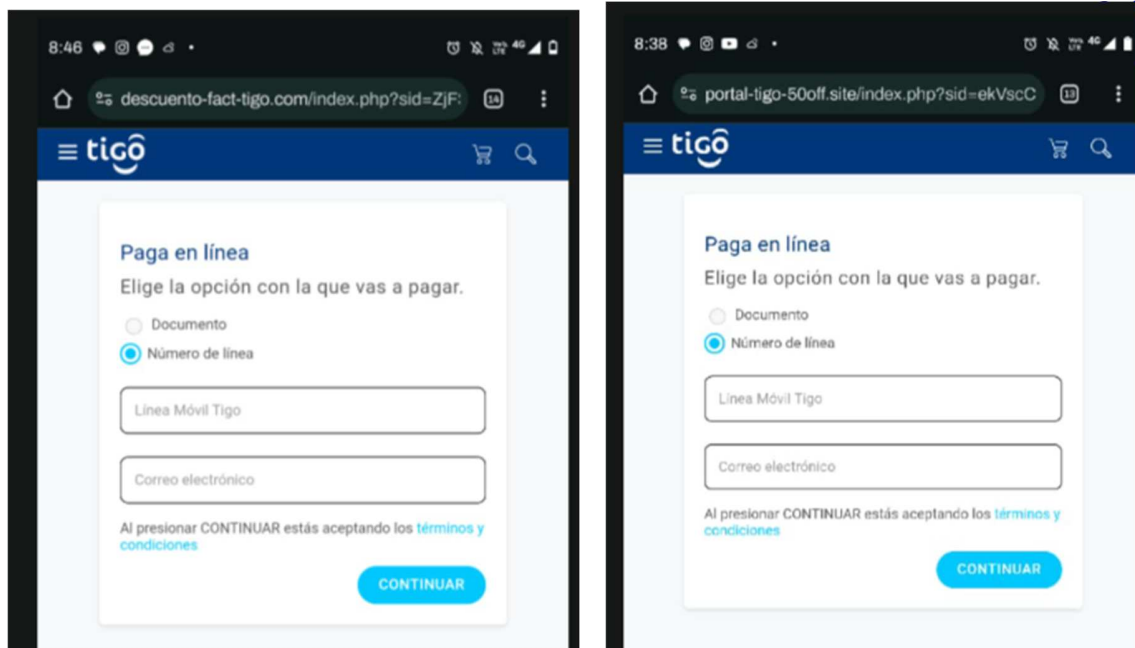 8:46
descuento-fact-tigo.com/index.php?sid=ZjF
14
tigo
Paga en línea
Elige la opción con la que vas a pagar.
Documento
Número de línea
Línea Móvil Tigo
Correo electrónico
Al presionar CONTINUAR estás aceptando los términos y
condiciones
CONTINUAR
8:38
VoLTE 4G
portal-tigo-50off.site/index.php?sid=ekVscC
13
tigo
Paga en línea
Elige la opción con la que vas a pagar.
Documento
Número de línea
Línea Móvil Tigo
Correo electrónico
Al presionar CONTINUAR estás aceptando los términos y
condiciones
CONTINUAR